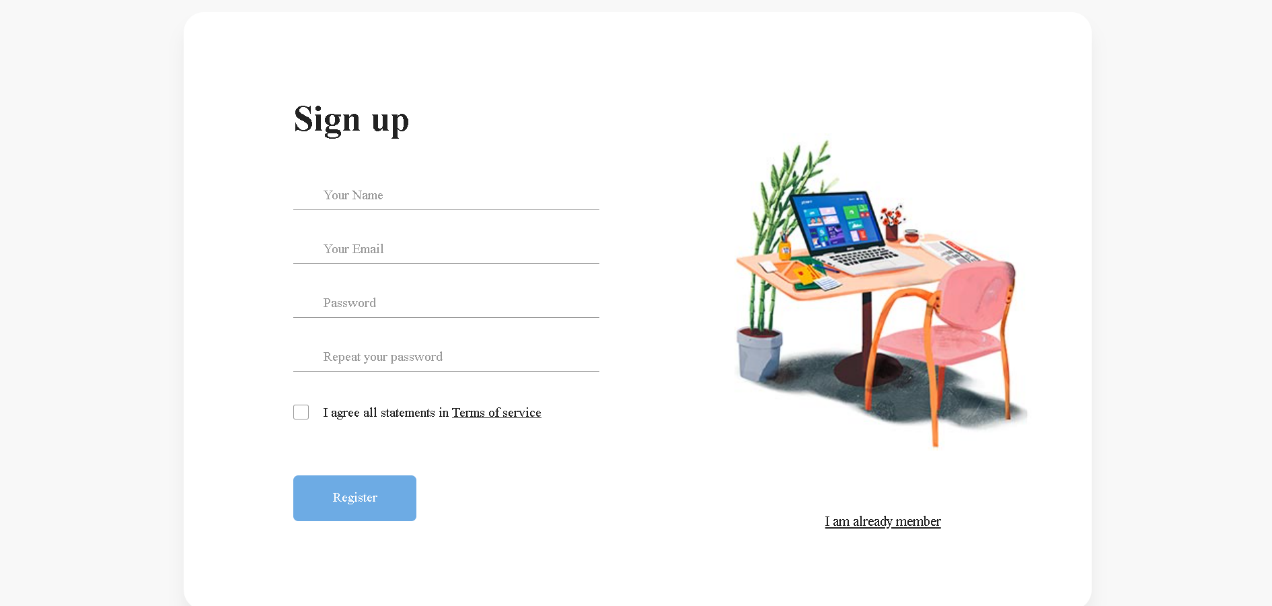 Sign up
Your Name
Your Email
Password
Repeat your password
I agree all statements in Terms of service
Register
I am already member